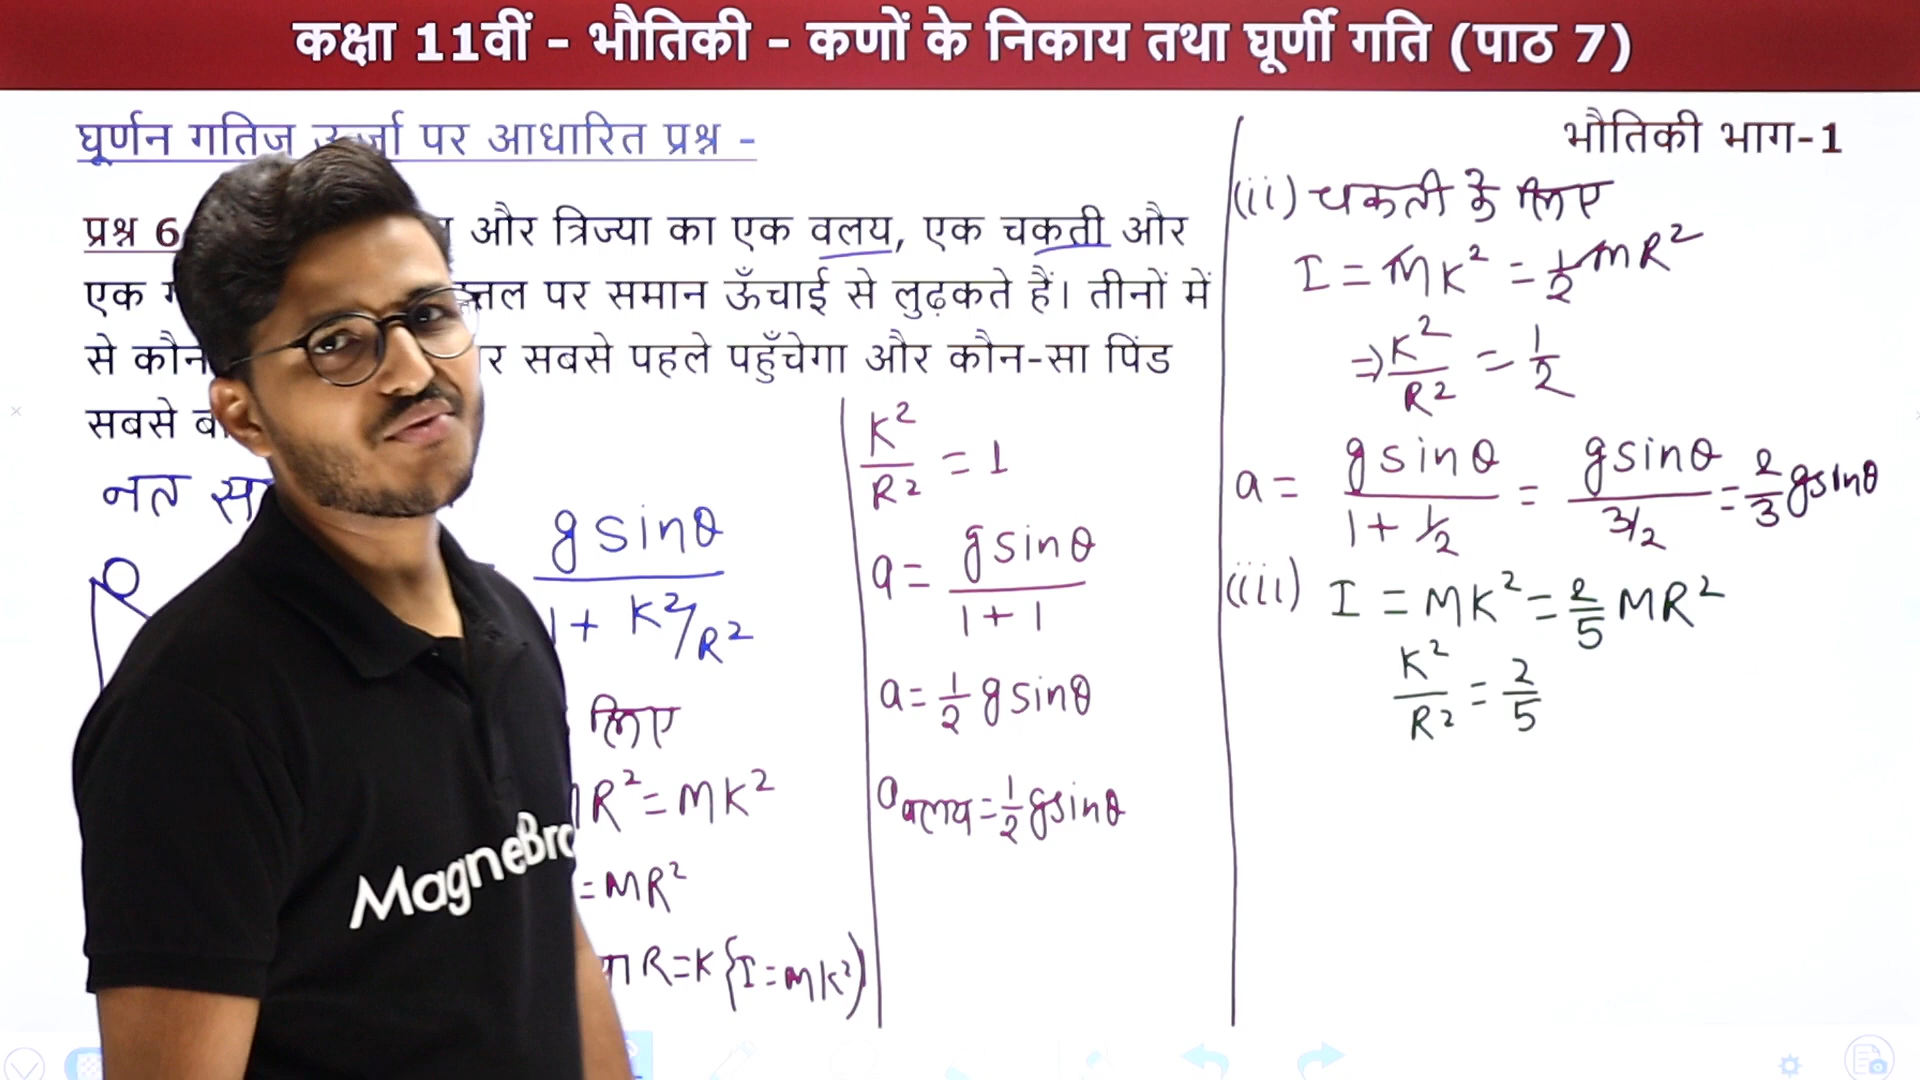 कक्षा 11वीं - भौतिकी - कणों के निकाय तथा घूर्णी गति (पाठ 7)
घूर्णन गतिज ऊर्जा पर आधारित प्रश्न -
प्रश्न 6 और त्रिज्या का एक वलय, एक चकती और
एक पर समान ऊँचाई से लुढ़कते हैं। तीनों में
से कौन सबसे पहले पहुँचेगा और कौन-सा पिंड
सबसे
नत
g sinθ
1 + K²/R²
लिए
R² = MK²
= MR²
R = K {I = MK²)
K²/R² = 1
a = g sinθ / 1 + 1
a = 1/2 g sinθ
a वलय = 1/2 g sinθ
भौतिकी भाग-1
(ii) चकती के लिए
I = MK² = 1/2 MR²
⇒ K²/R² = 1/2
a = g sinθ / 1 + 1/2 = g sinθ / 3/2 = 2/3 g sinθ
(iii) I = MK² = 2/5 MR²
K²/R² = 2/5
MagneBra